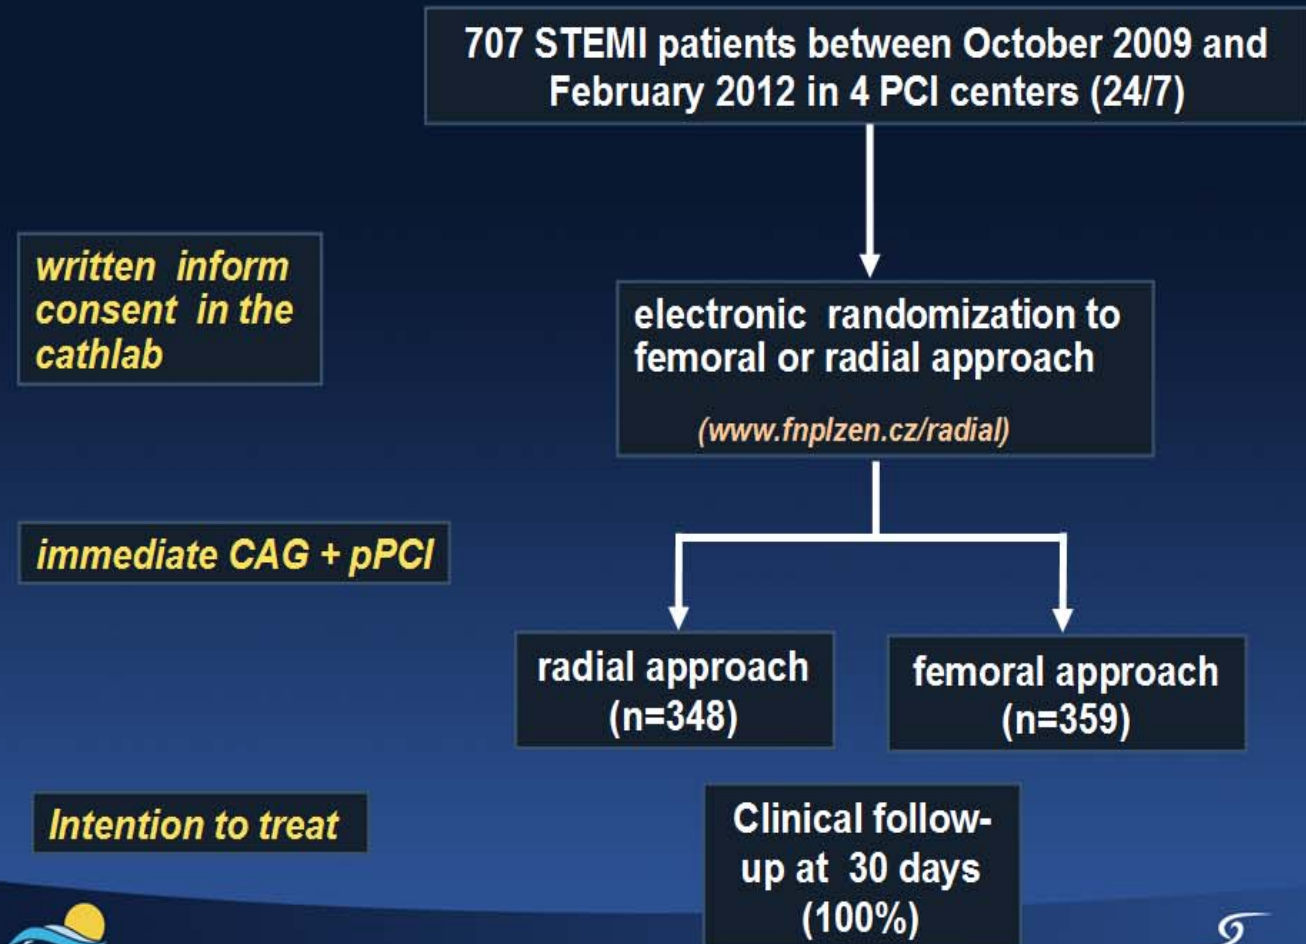 707 STEMI patients between October 2009 and
February 2012 in 4 PCI centers (24/7)
written inform
consent in the
cathlab
electronic randomization to
femoral or radial approach
(www.fnplzen.cz/radial)
immediate CAG + pPCI
radial approach
(n=348)
femoral approach
(n=359)
Intention to treat
Clinical follow-
up at 30 days
(100%)